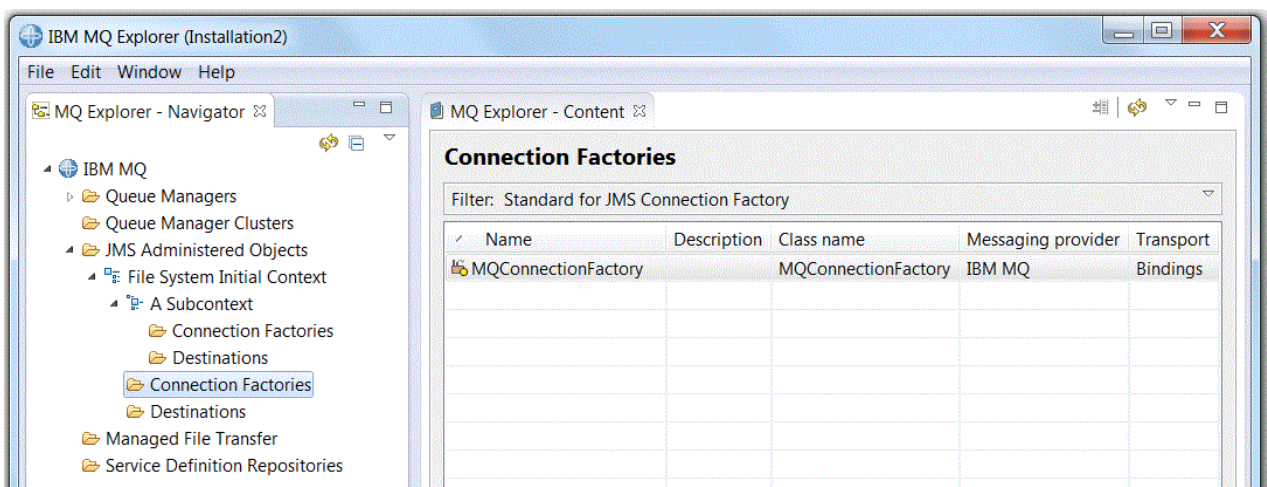 IBM MQ Explorer (Installation2)
File Edit Window Help
MQ Explorer - Navigator
IBM MQ
Queue Managers
Queue Manager Clusters
JMS Administered Objects
File System Initial Context
A Subcontext
Connection Factories
Destinations
Connection Factories
Destinations
Managed File Transfer
Service Definition Repositories
MQ Explorer - Content
Connection Factories
Filter: Standard for JMS Connection Factory
Name Description Class name Messaging provider Transport
MQConnectionFactory MQConnectionFactory IBM MQ Bindings